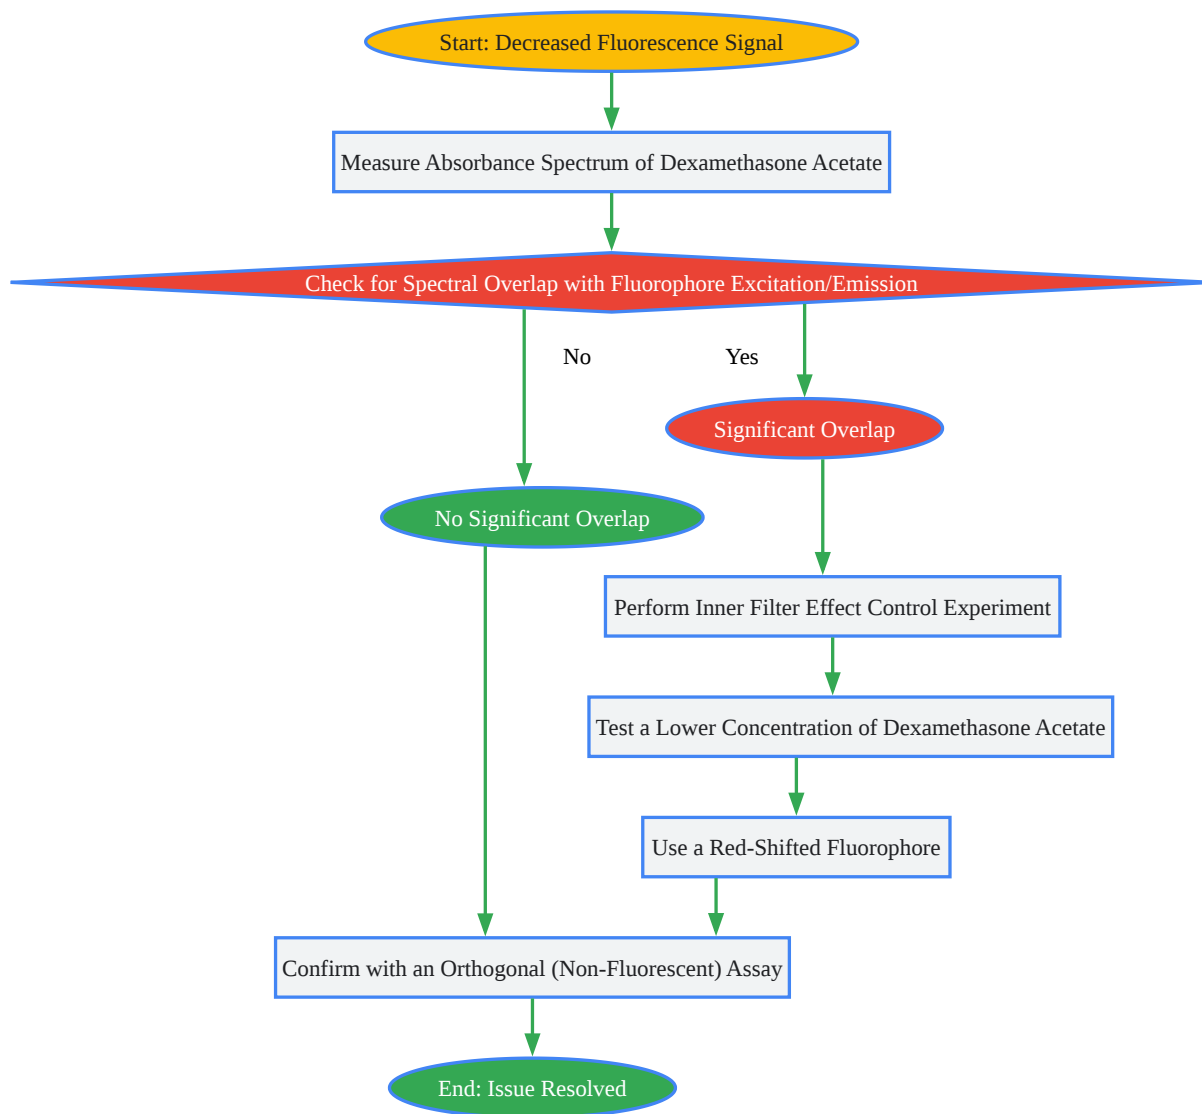 Start: Decreased Fluorescence Signal
Measure Absorbance Spectrum of Dexamethasone Acetate
Check for Spectral Overlap with Fluorophore Excitation/Emission
No
Yes
Significant Overlap
No Significant Overlap
Perform Inner Filter Effect Control Experiment
Test a Lower Concentration of Dexamethasone Acetate
Use a Red-Shifted Fluorophore
Confirm with an Orthogonal (Non-Fluorescent) Assay
End: Issue Resolved